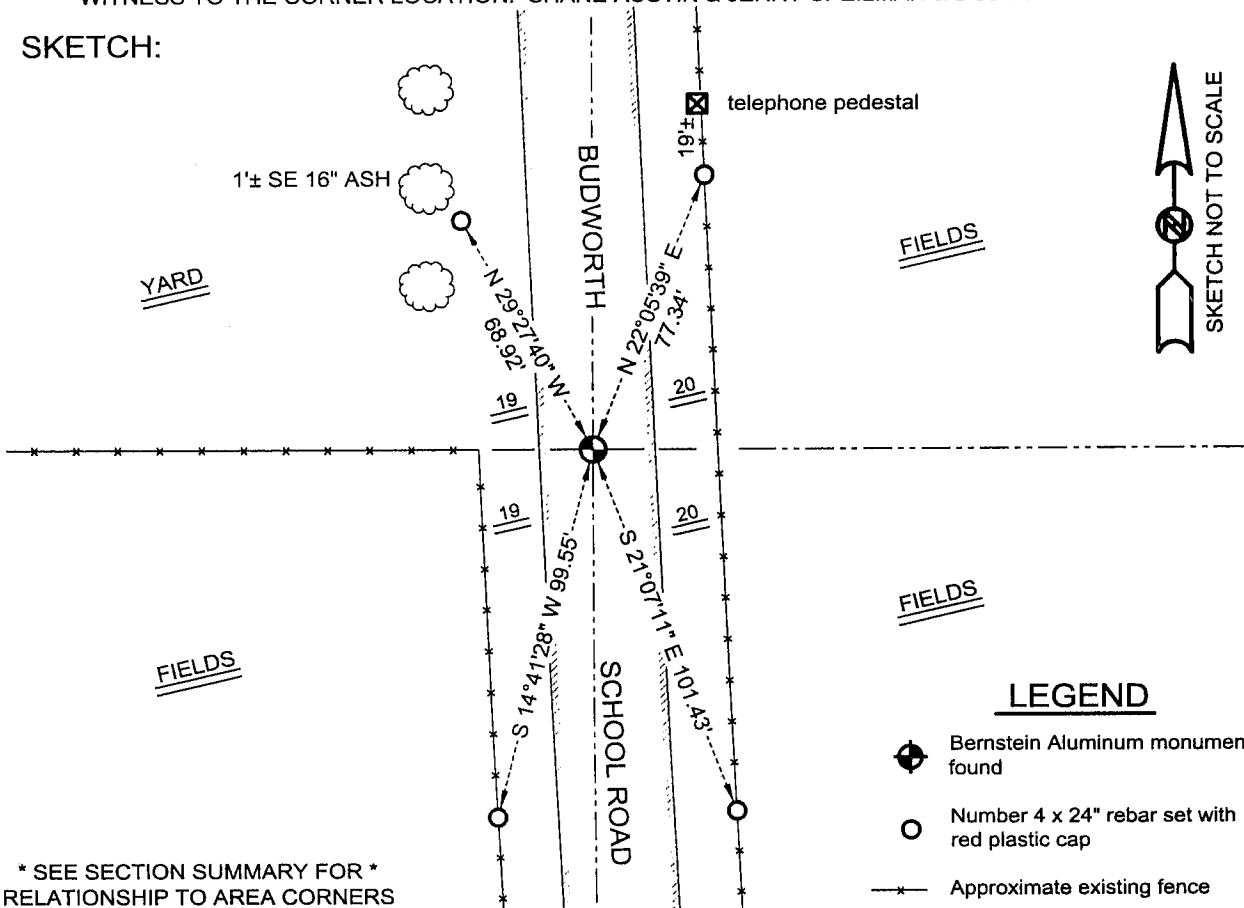 SKETCH:
telephone pedestal
19'±
1'± SE 16" ASH
BUDWORTH
SKETCH NOT TO SCALE
N
FIELDS
YARD
N 29°27'40" W
68.92'
N 22°05'39" E
77.34'
19
20
19
20
S 14°41'28" W 99.55'
S 21°07'11" E 101.43'
FIELDS
FIELDS
SCHOOL ROAD
LEGEND
Bernstein Aluminum monumen
found
Number 4 x 24" rebar set with
red plastic cap
Approximate existing fence
* SEE SECTION SUMMARY FOR *
RELATIONSHIP TO AREA CORNERS